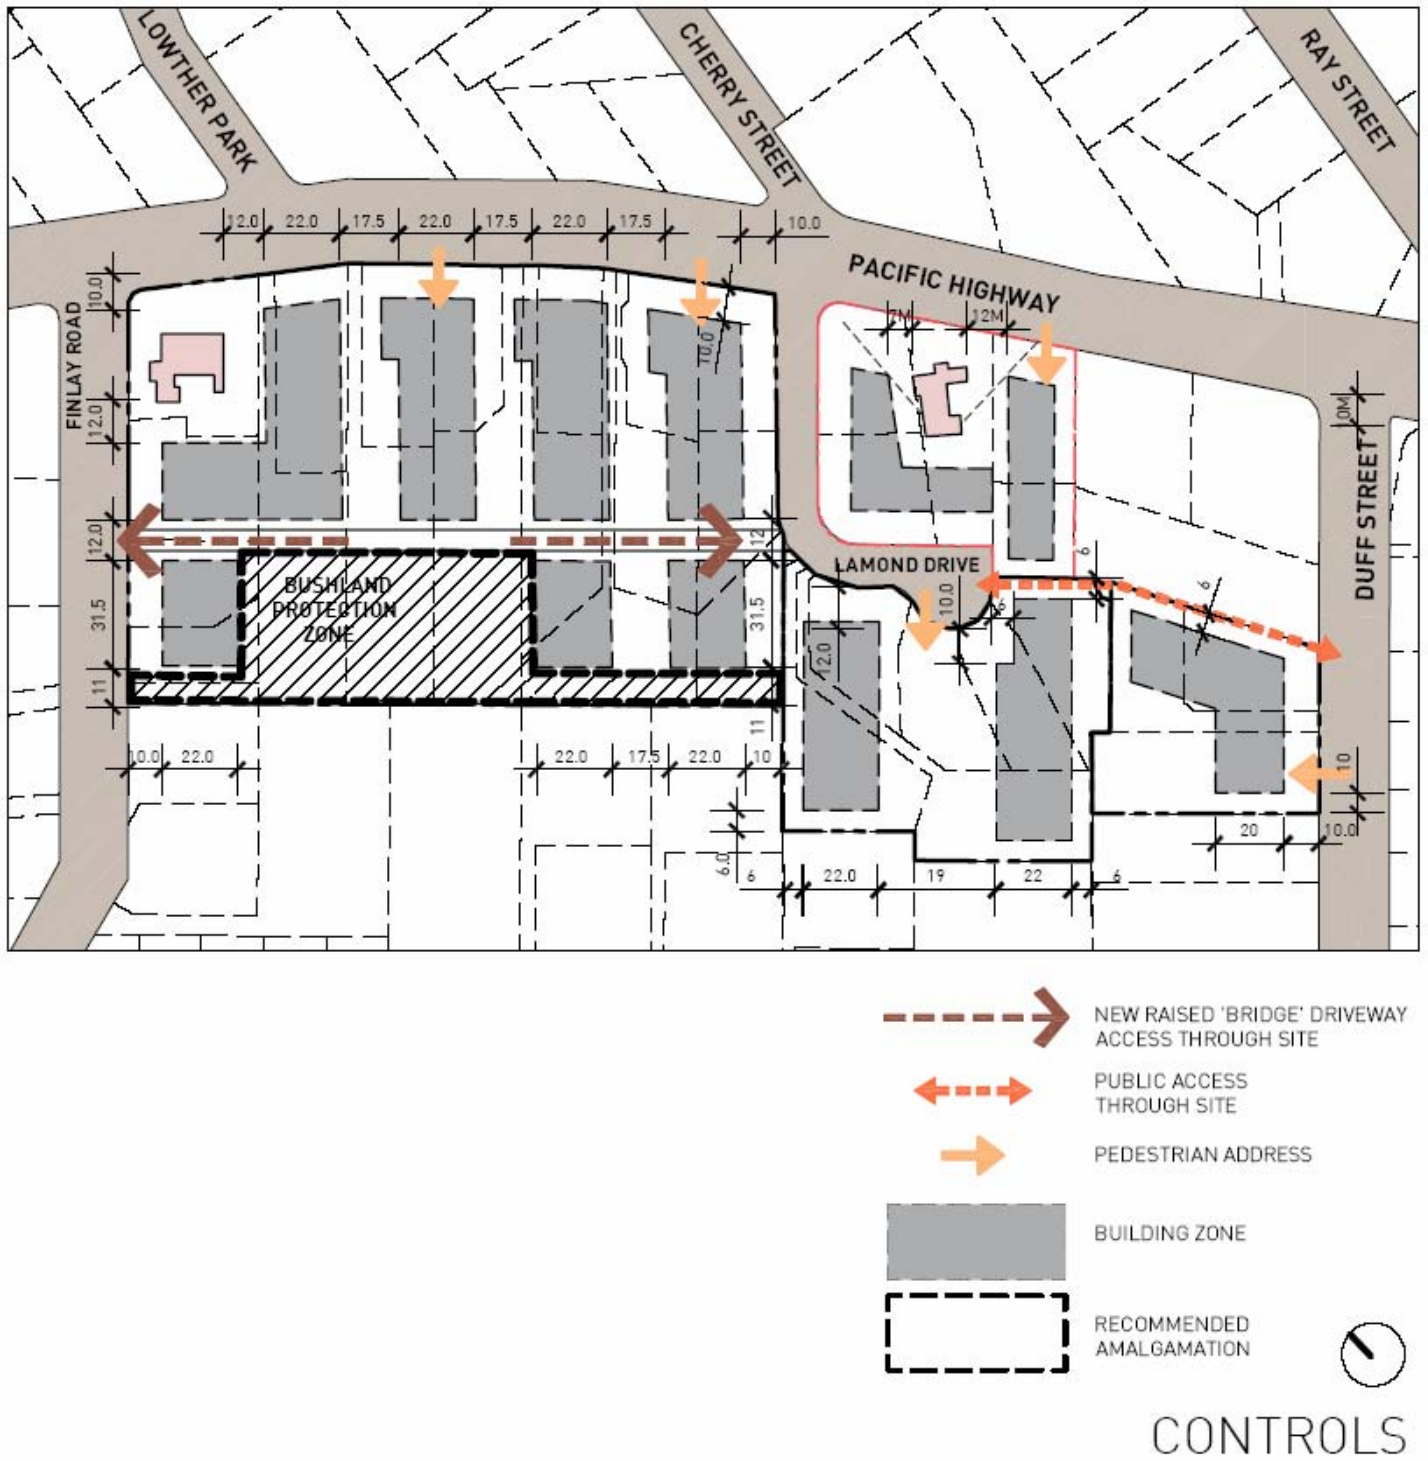 LOWTHER PARK
CHERRY STREET
RAY STREET
12.0 22.0 17.5 22.0 17.5 22.0 17.5 10.0
PACIFIC HIGHWAY
10.0
FINLAY ROAD
7M 12M
10.0
12.0
10M
DUFF STREET
12.0
12
LAMOND DRIVE
6
BUSHLAND
PROTECTION
ZONE
31.5
31.5
10.0
6
6
12.0
11
11
10.0 22.0
22.0 17.5 22.0 10
10
6.0
20 10.0
6 22.0 19 22 6
NEW RAISED 'BRIDGE' DRIVEWAY
ACCESS THROUGH SITE
PUBLIC ACCESS
THROUGH SITE
PEDESTRIAN ADDRESS
BUILDING ZONE
RECOMMENDED
AMALGAMATION
CONTROLS